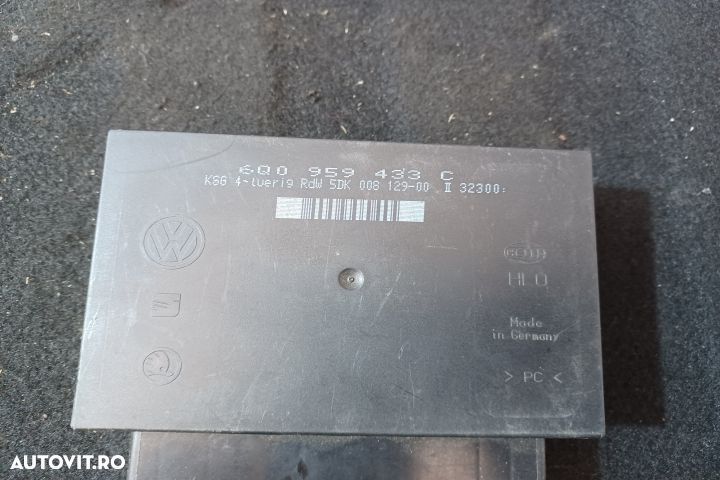 6Q0 959 433 C
KSG 4-tuerig RdW 5DK 008 129-00 II 32300:
HELLA
HLO
Made
in Germany
> PC <
AUTOVIT.RO